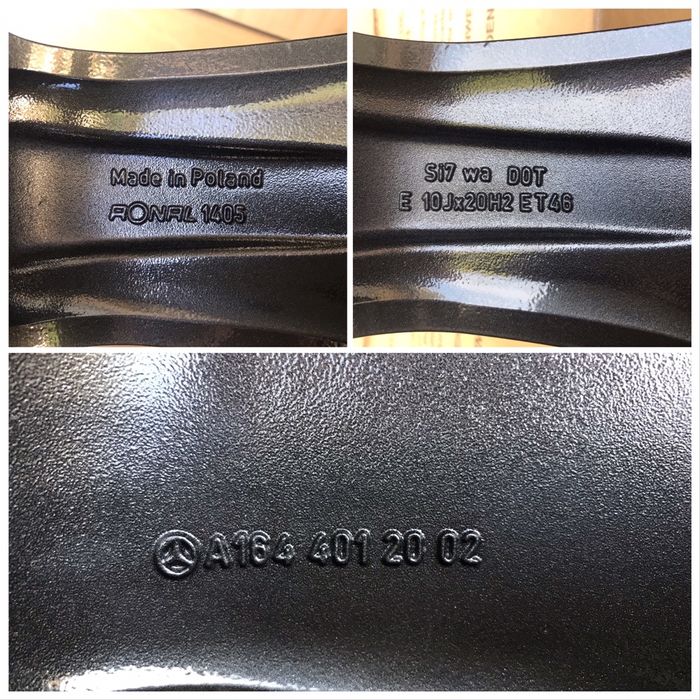 Made in Poland
RONAL 1405
Si7 wa DOT
E 10Jx20H2 ET46
A164 401 20 02